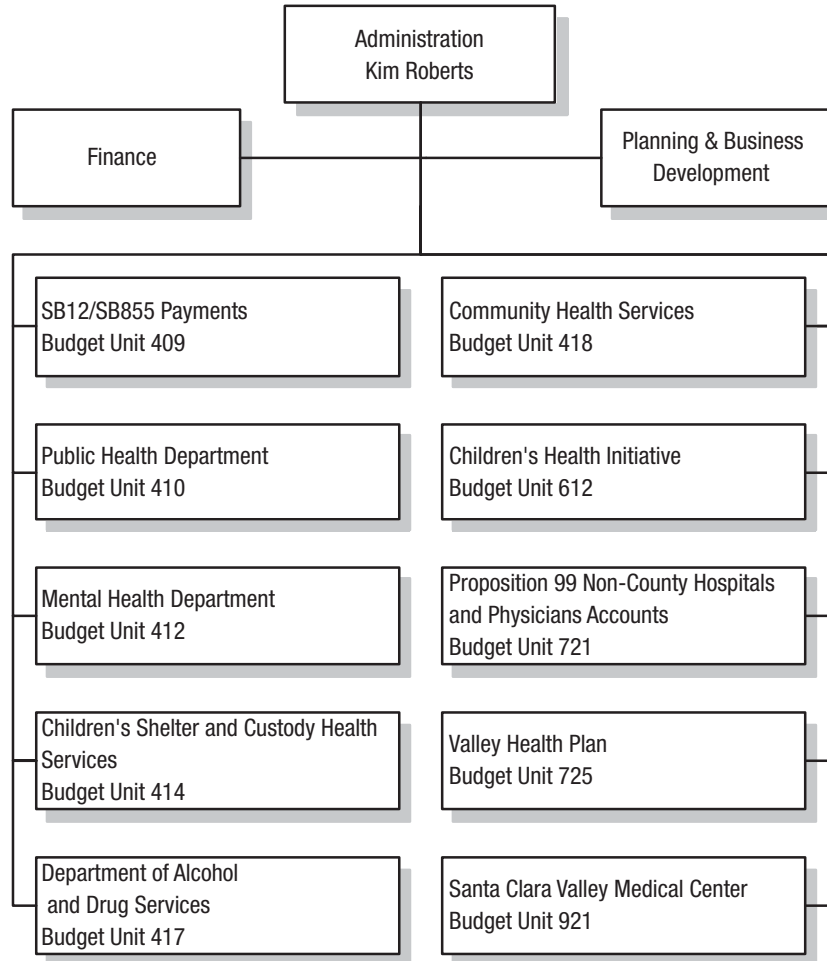 Administration
Kim Roberts
Finance
Planning & Business
Development
SB12/SB855 Payments
Budget Unit 409
Community Health Services
Budget Unit 418
Public Health Department
Budget Unit 410
Children's Health Initiative
Budget Unit 612
Mental Health Department
Budget Unit 412
Proposition 99 Non-County Hospitals
and Physicians Accounts
Budget Unit 721
Children's Shelter and Custody Health
Services
Budget Unit 414
Valley Health Plan
Budget Unit 725
Department of Alcohol
and Drug Services
Budget Unit 417
Santa Clara Valley Medical Center
Budget Unit 921